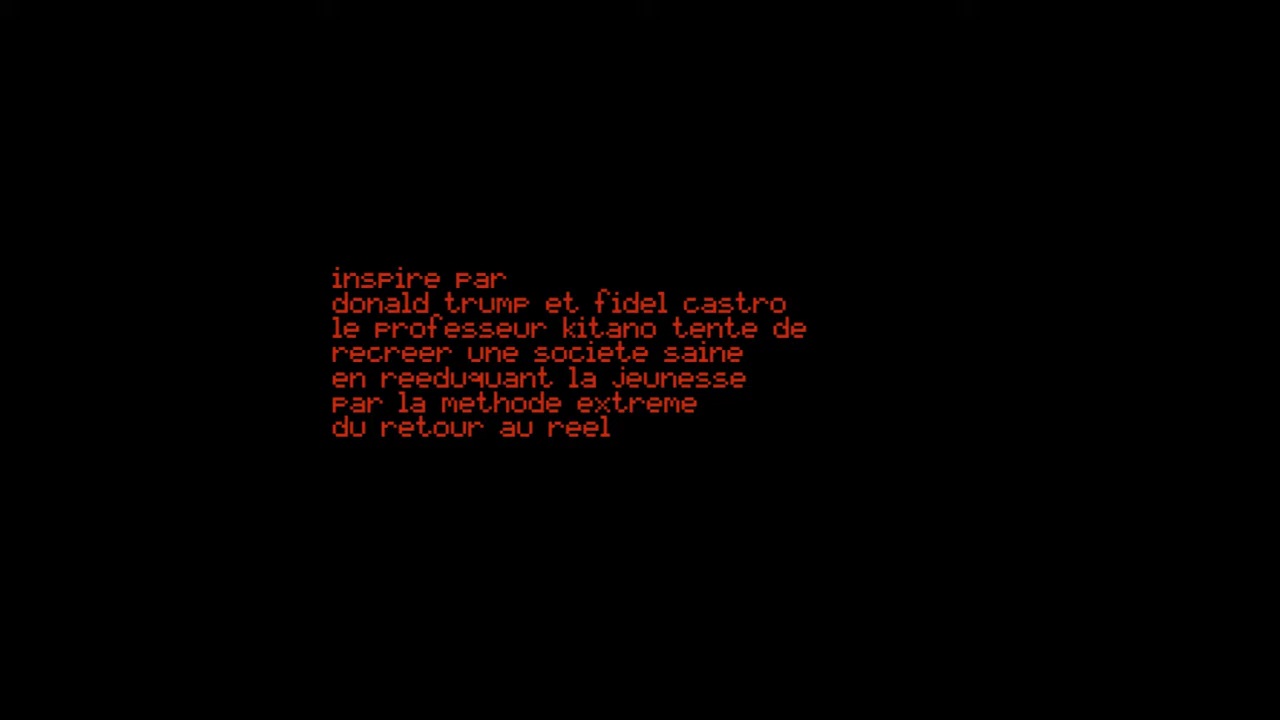 inspire par
donald trump et fidel castro
le professeur kitano tente de
recreer une societe saine
en reeduquant la jeunesse
par la methode extreme
du retour au reel